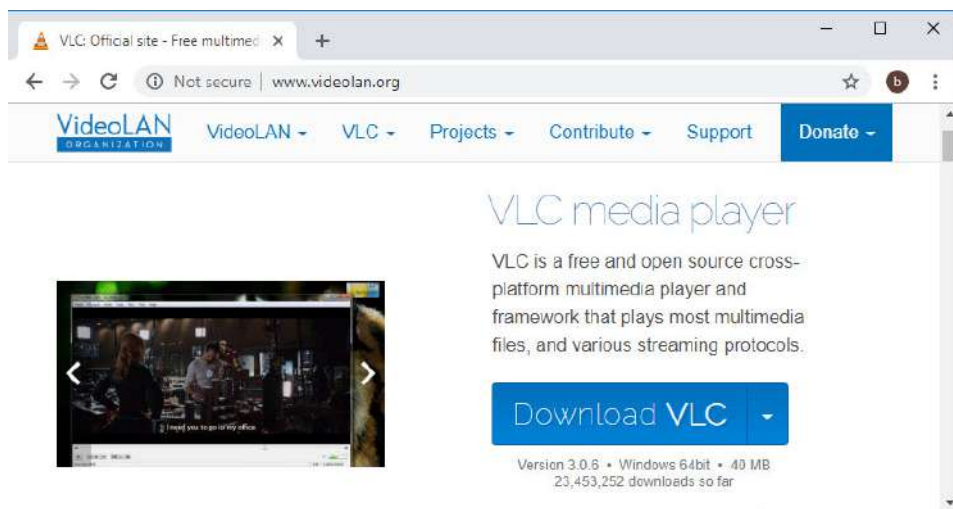 VLC: Official site - Free multimed
Not secure | www.videolan.org
b
VideoLAN
ORGANIZATION
VideoLAN
VLC
Projects
Contribute
Support
Donate
VLC media player
VLC is a free and open source cross-
platform multimedia player and
framework that plays most multimedia
files, and various streaming protocols.
I need you to go in my office
Download VLC
Version 3.0.6 • Windows 64bit • 40 MB
23,453,252 downloads so far